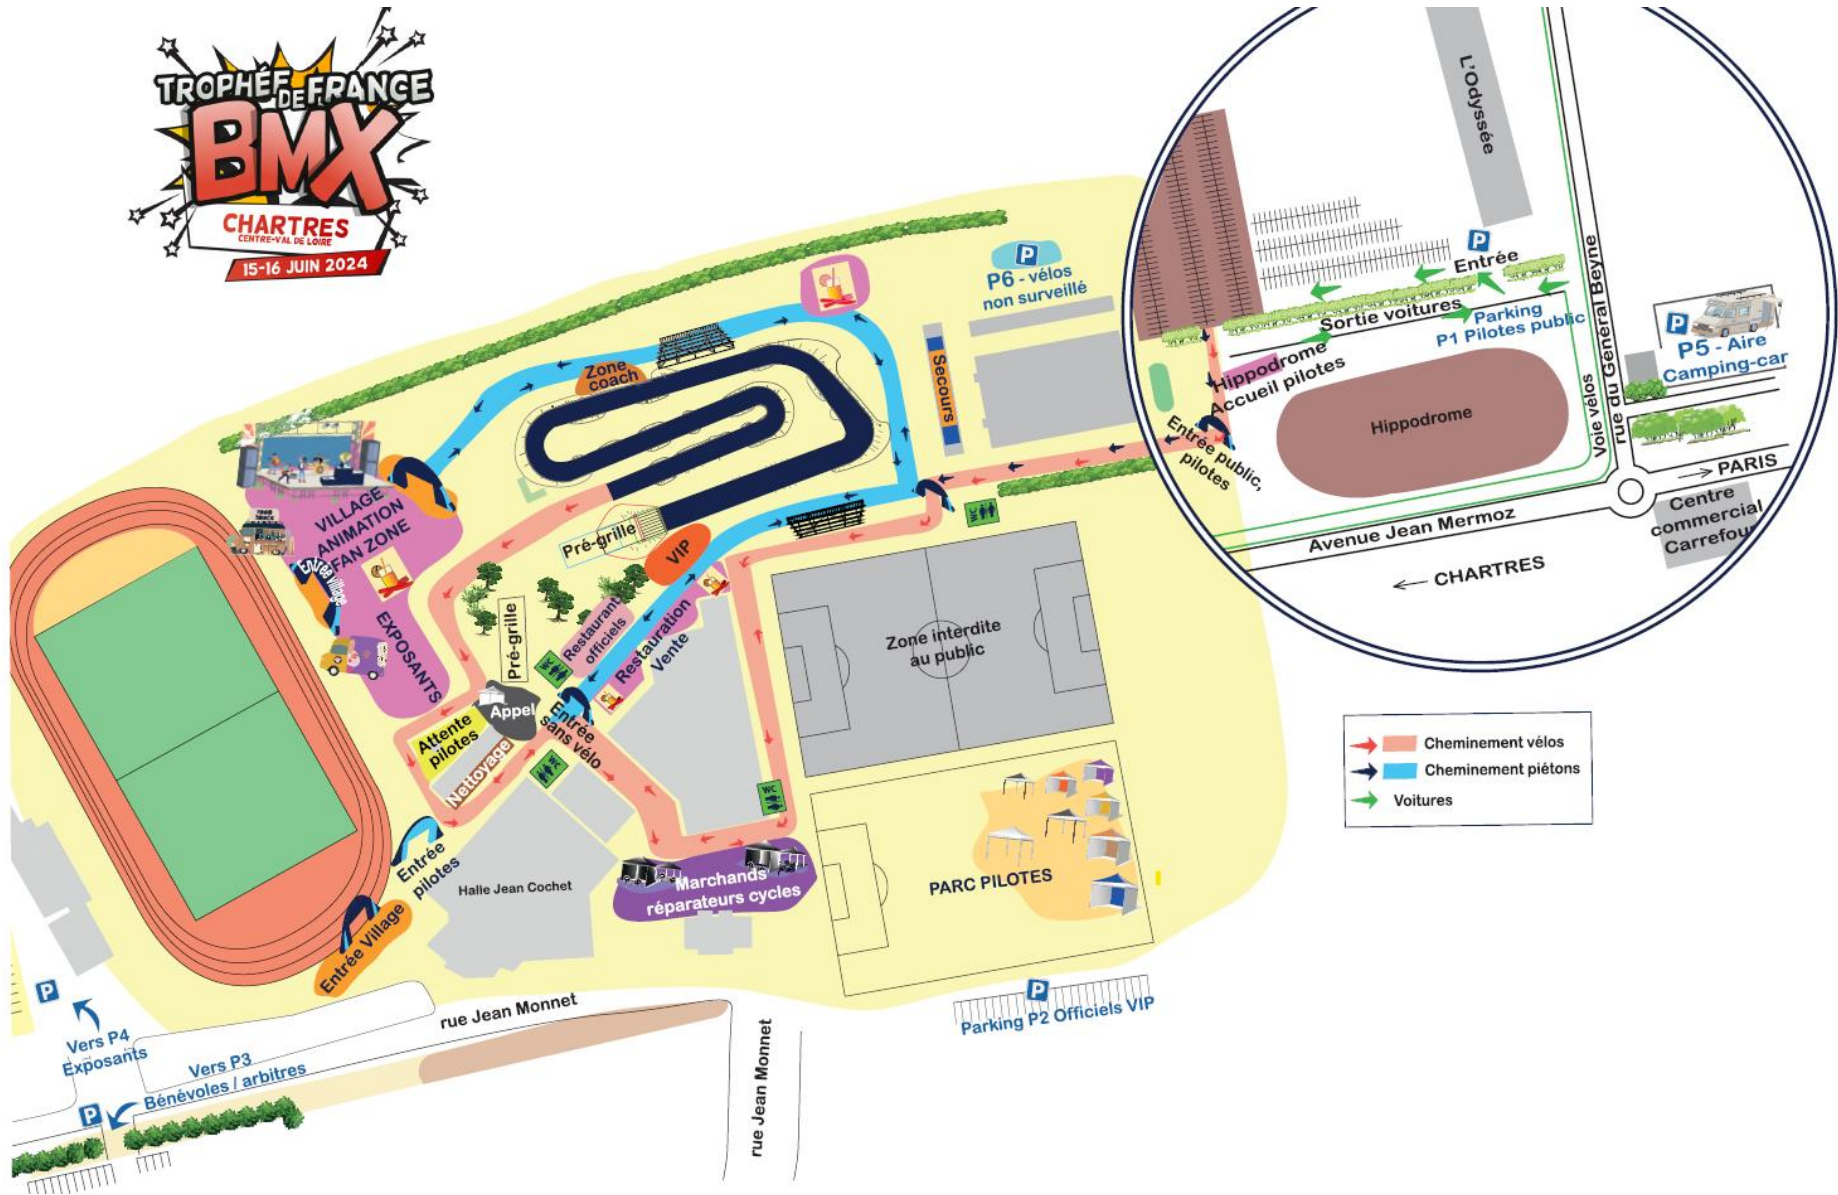 TROPHÉE DE FRANCE
BMX
CHARTRES
CENTRE-VAL DE LOIRE
15-16 JUIN 2024
L'Odyssée
P
Entrée
Sortie voitures
Parking
P1 Pilotes public
Hippodrome
Accueil pilotes
Hippodrome
Entrée public,
pilotes
Voie vélos
rue du Général Beyne
P
P5 - Aire
Camping-car
PARIS
Centre
commercial
Carrefour
Avenue Jean Mermoz
CHARTRES
P
P6 - vélos
non surveillé
Secours
Zone
coach
VILLAGE
ANIMATION
FAN ZONE
Entrée village
EXPOSANTS
Pré-grille
VIP
WC
Pré-grille
Restaurant
officiels
Restauration
Vente
WC
Appel
Entrée
sans vélo
Attente
pilotes
Nettoyage
WC
WC
Zone interdite
au public
Entrée
pilotes
Halle Jean Cochet
Marchands
réparateurs cycles
PARC PILOTES
Entrée Village
Cheminement vélos
Cheminement piétons
Voitures
P
Vers P4
Exposants
Vers P3
Bénévoles / arbitres
P
rue Jean Monnet
rue Jean Monnet
P
Parking P2 Officiels VIP